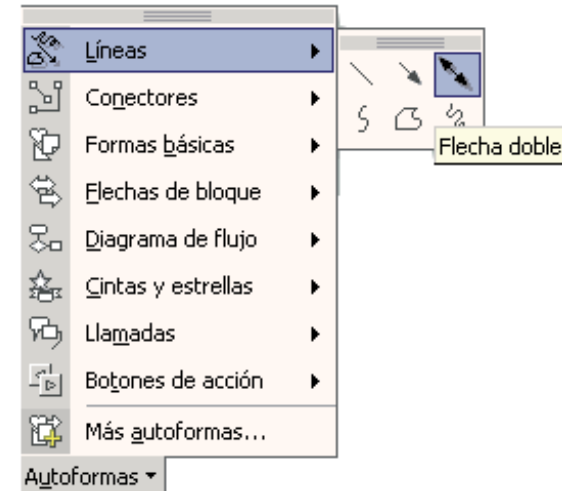 Líneas
Conectores
Formas básicas
Flechas de bloque
Diagrama de flujo
Cintas y estrellas
Llamadas
Botones de acción
Más autoformas...
Autoformas
Flecha doble